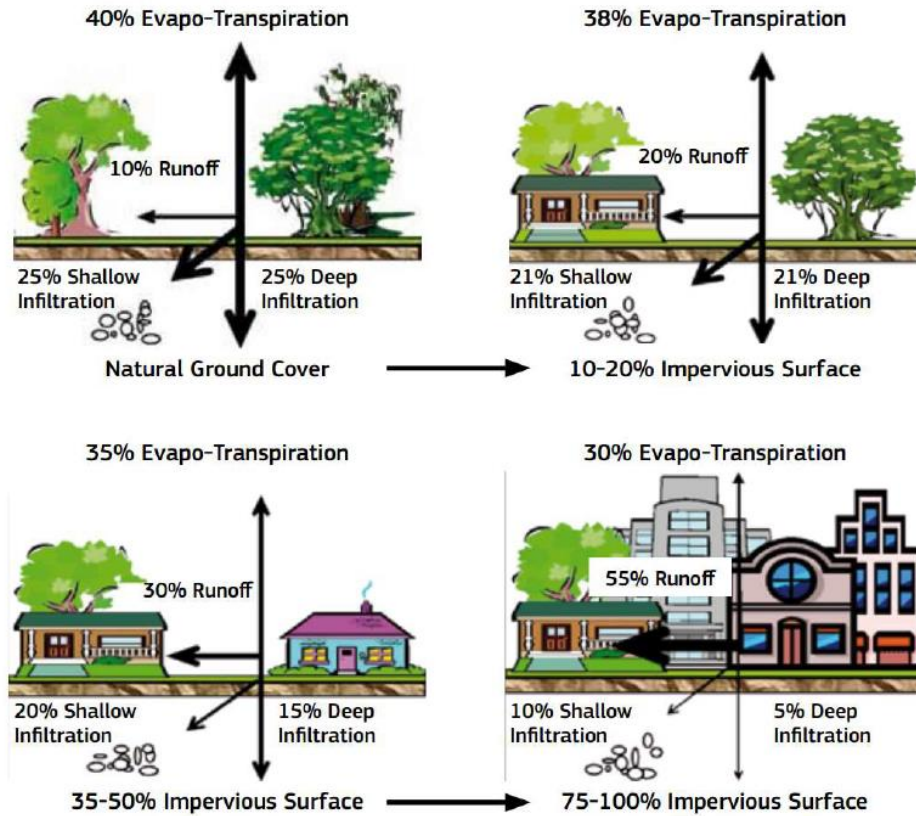 40% Evapo-Transpiration
10% Runoff
25% Shallow
Infiltration
25% Deep
Infiltration
Natural Ground Cover
38% Evapo-Transpiration
20% Runoff
21% Shallow
Infiltration
21% Deep
Infiltration
10-20% Impervious Surface
35% Evapo-Transpiration
30% Runoff
20% Shallow
Infiltration
15% Deep
Infiltration
35-50% Impervious Surface
30% Evapo-Transpiration
55% Runoff
10% Shallow
Infiltration
5% Deep
Infiltration
75-100% Impervious Surface